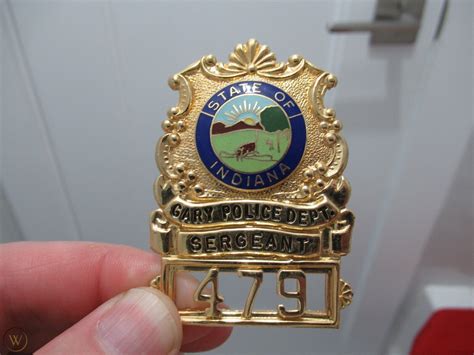 STATE OF
INDIANA
GARY POLICE DEPT.
SERGEANT
479
W